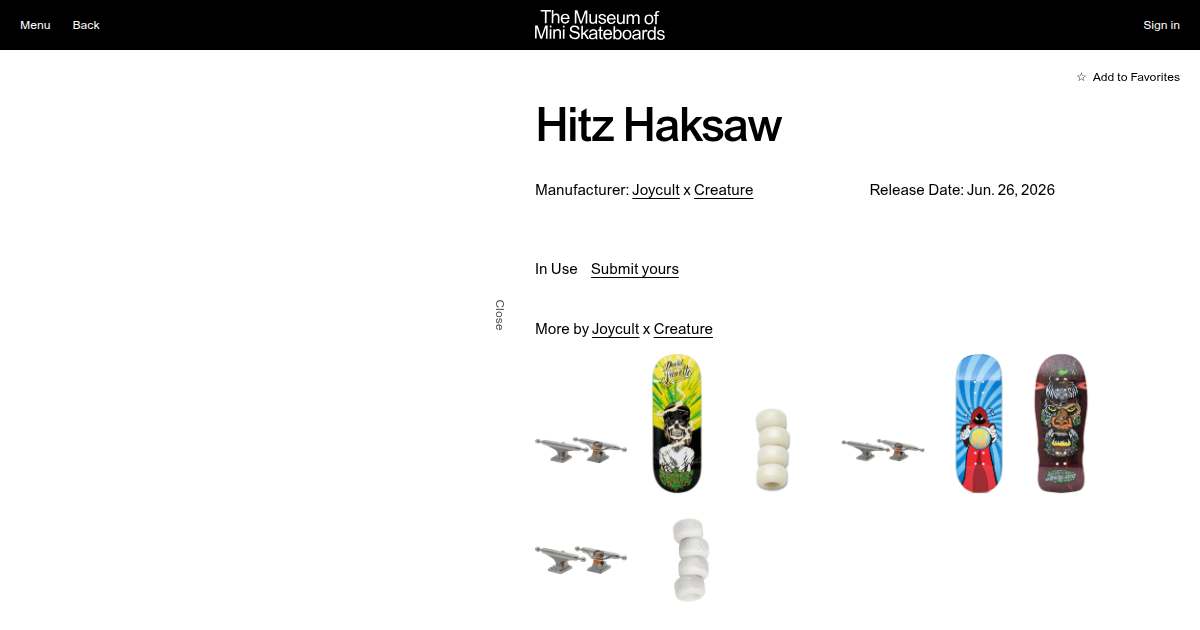 Menu
Back
The Museum of
Mini Skateboards
Sign in
☆ Add to Favorites
Hitz Haksaw
Manufacturer: Joycult x Creature
Release Date: Jun. 26, 2026
In Use
Submit yours
Close
More by Joycult x Creature